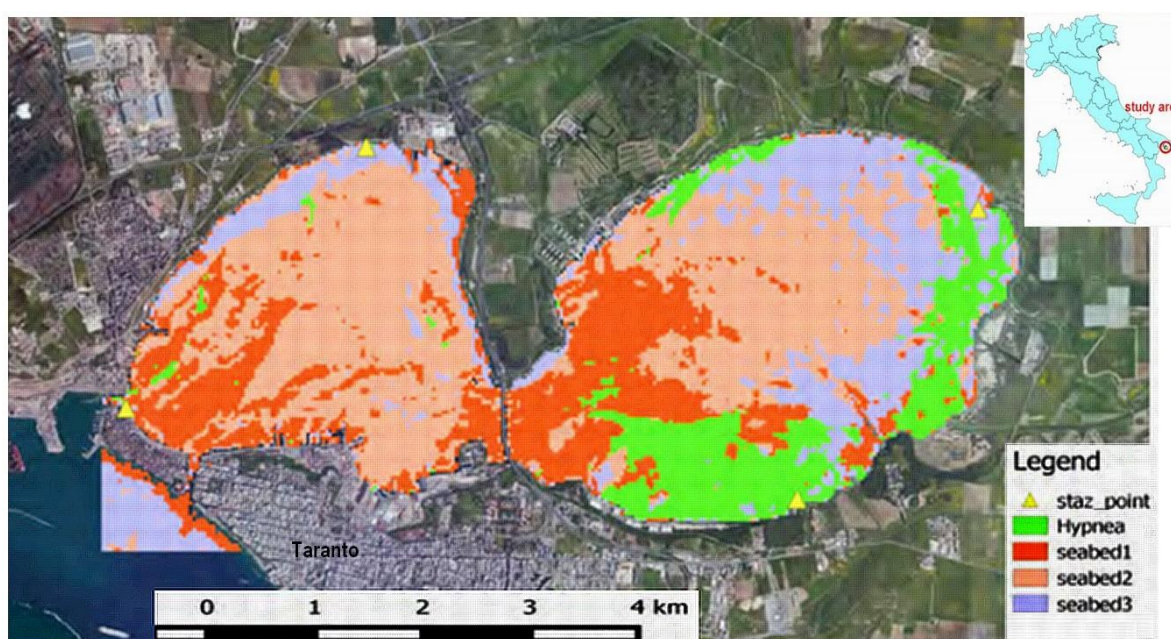 study are
Legend
staz_point
Hypnea
seabed1
seabed2
seabed3
Taranto
0 1 2 3 4 km